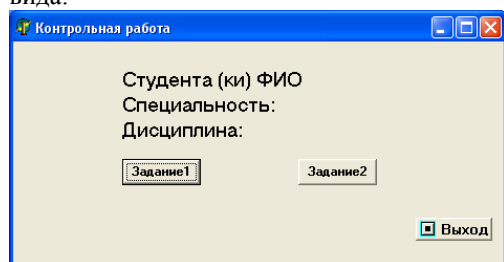 вида:
Контрольная работа
Студента (ки) ФИО
Специальность:
Дисциплина:
Задание1 Задание2
Выход